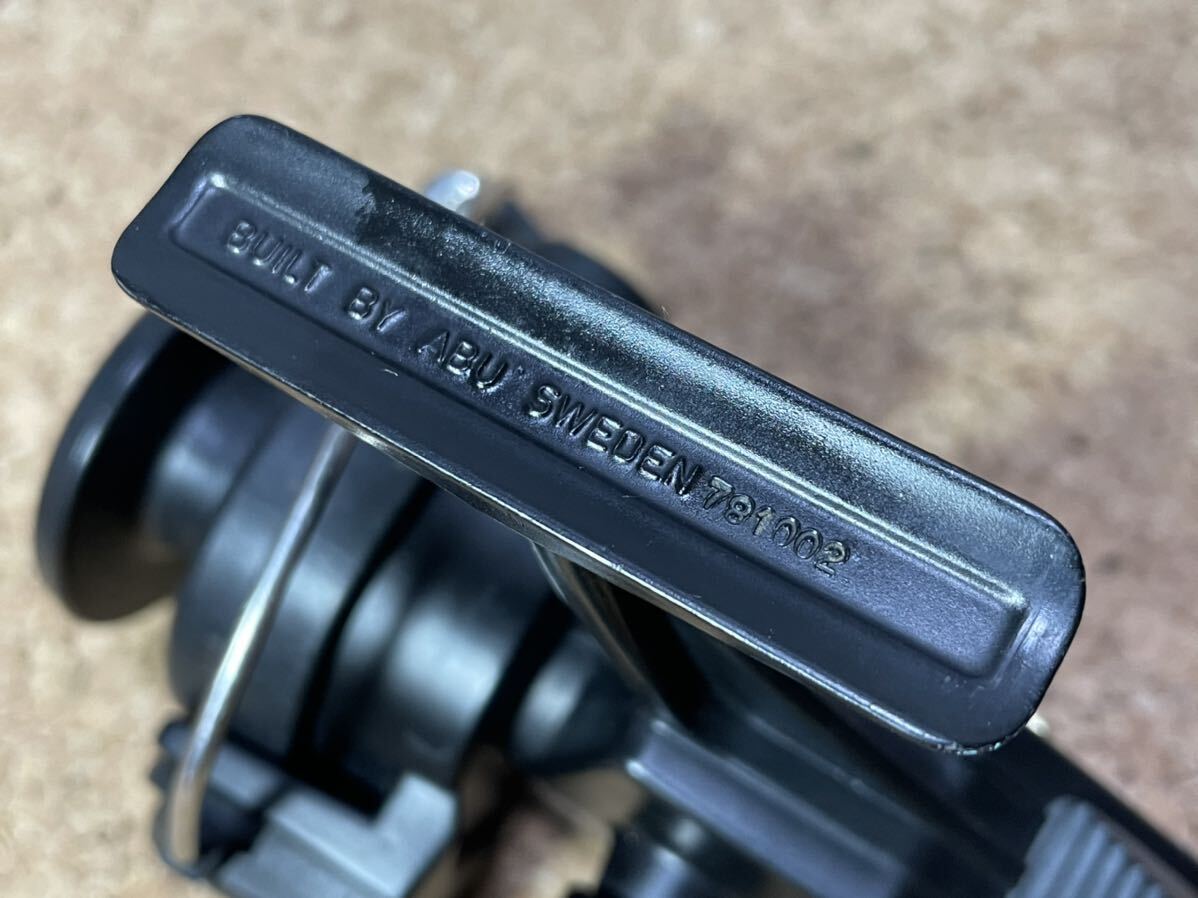 BUILT BY ABU SWEDEN 781002